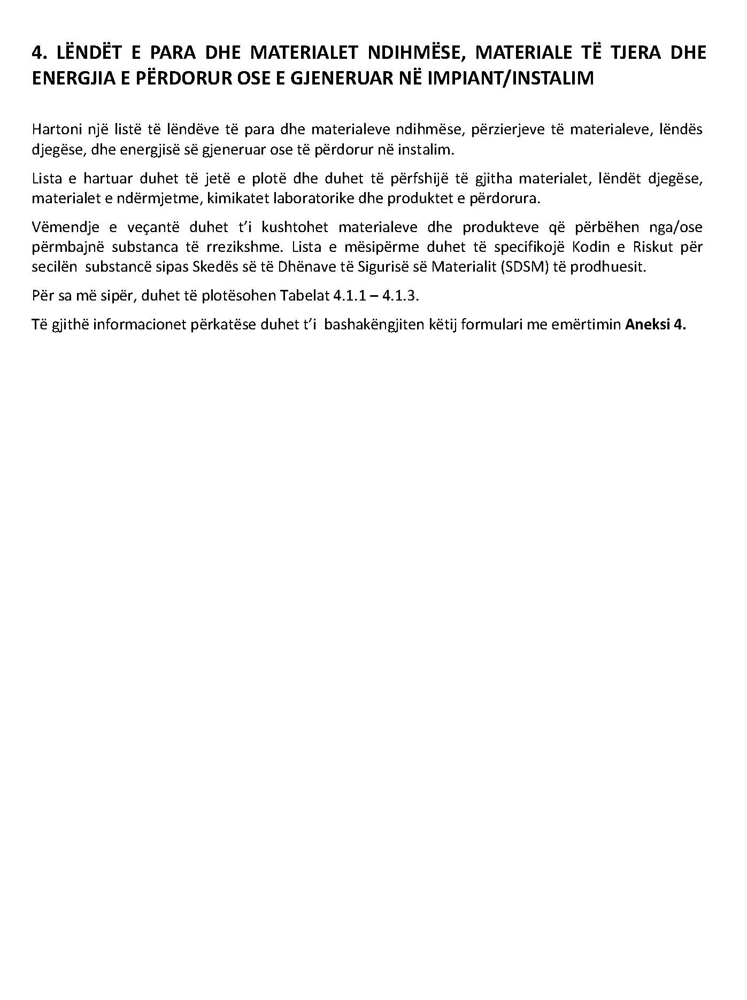 4. LËNDËT E PARA DHE MATERIALET NDIHMËSE, MATERIALE TË TJERA DHE
ENERGJIA E PËRDORUR OSE E GJENERUAR NË IMPIANT/INSTALIM
Hartoni një listë të lëndëve të para dhe materialeve ndihmëse, përzierjeve të materialeve, lëndës
djegëse, dhe energjisë së gjeneruar ose të përdorur në instalim.
Lista e hartuar duhet të jetë e plotë dhe duhet të përfshijë të gjitha materialet, lëndët djegëse,
materialet e ndërmjetme, kimikatet laboratorike dhe produktet e përdorura.
Vëmendje e veçantë duhet t’i kushtohet materialeve dhe produkteve që përbëhen nga/ose
përmbajnë substanca të rrezikshme. Lista e mësipërme duhet të specifikojë Kodin e Riskut për
secilën substancë sipas Skedës së të Dhënave të Sigurisë së Materialit (SDSM) të prodhuesit.
Për sa më sipër, duhet të plotësohen Tabelat 4.1.1 – 4.1.3.
Të gjithë informacionet përkatëse duhet t’i bashakëngjiten këtij formulari me emërtimin Aneksi 4.